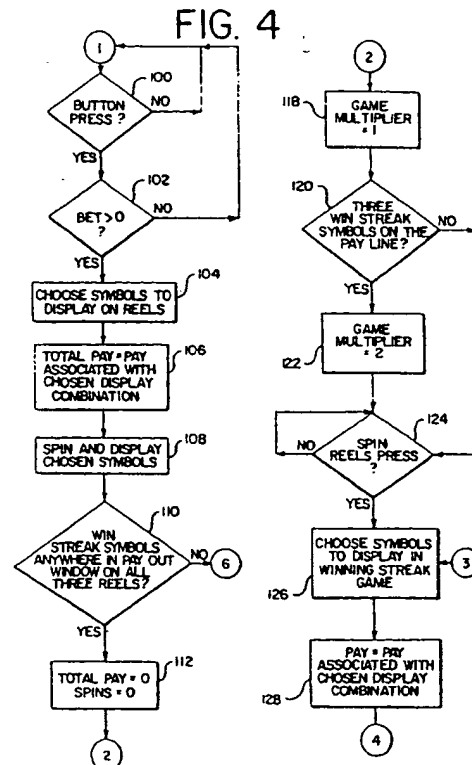 FIG. 4
1
100
BUTTON
PRESS ?
NO
YES
102
BET > 0
?
NO
YES
104
CHOOSE SYMBOLS TO
DISPLAY ON REELS
106
TOTAL PAY = PAY
ASSOCIATED WITH
CHOSEN DISPLAY
COMBINATION
108
SPIN AND DISPLAY
CHOSEN SYMBOLS
110
WIN
STREAK SYMBOLS
ANYWHERE IN PAY OUT
WINDOW ON ALL
THREE REELS?
NO
6
YES
112
TOTAL PAY = 0
SPINS = 0
2
2
118
GAME
MULTIPLIER
= 1
120
THREE
WIN STREAK
SYMBOLS ON THE
PAY LINE?
NO
YES
GAME
MULTIPLIER
= 2
122
124
NO
SPIN
REELS PRESS
?
YES
CHOOSE SYMBOLS
TO DISPLAY IN
WINNING STREAK
GAME
126
3
PAY = PAY
ASSOCIATED WITH
CHOSEN DISPLAY
COMBINATION
128
4